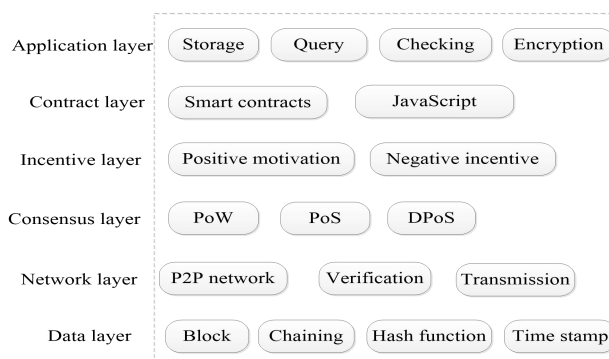 Application layer Storage Query Checking Encryption
Contract layer Smart contracts JavaScript
Incentive layer Positive motivation Negative incentive
Consensus layer PoW PoS DPoS
Network layer P2P network Verification Transmission
Data layer Block Chaining Hash function Time stamp